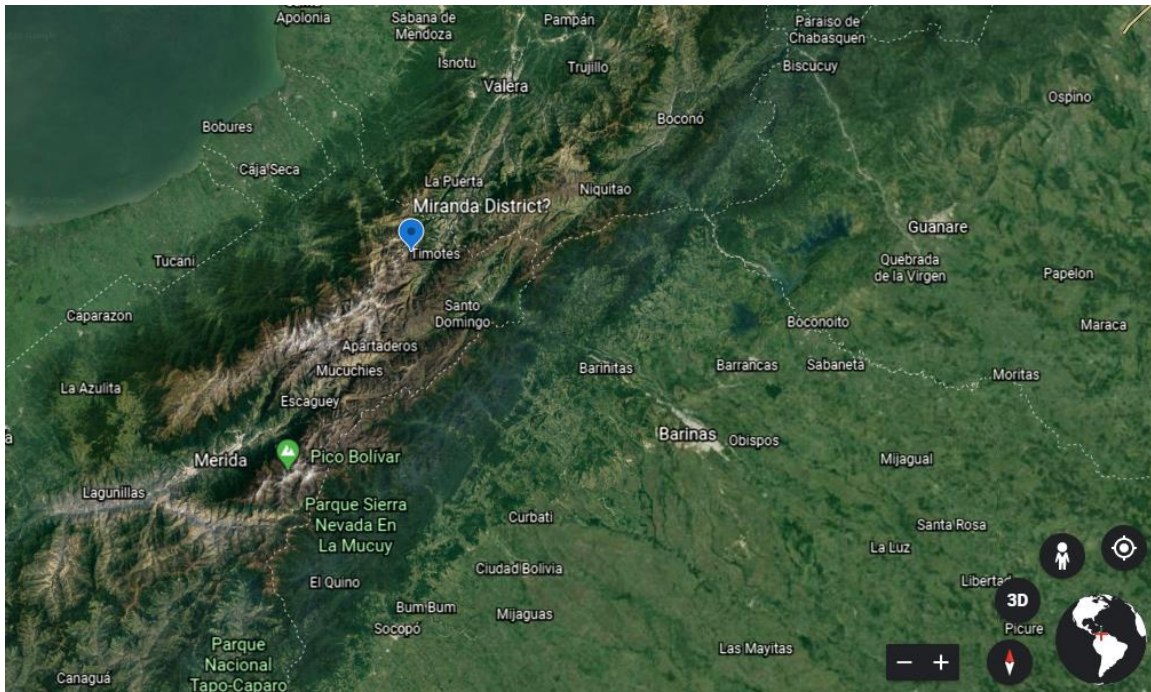 Apolonia
Sabana de
Mendoza
Pampán
Paraiso de
Chabasquen
Isnotu
Trujillo
Biscucuy
Valera
Ospino
Bobures
Boconó
Caja Seca
La Puerta
Niquitao
Miranda District?
Guanare
Timotes
Tucani
Quebrada
de la Virgen
Papelon
Caparazon
Santo
Domingo
Boconoito
Maraca
Apartaderos
Mucuchies
Barinitas
Barrancas
Sabaneta
Moritas
La Azulita
Escaguey
Barinas
Obispos
Merida
Pico Bolívar
Mijagual
Lagunillas
Parque Sierra
Nevada En
La Mucuy
Curbati
Santa Rosa
La Luz
El Quino
Ciudad Bolivia
Libertad
3D
Bum Bum
Mijaguas
Socopó
Picure
Parque
Nacional
Tapo-Caparo
Las Mayitas
Canaguá